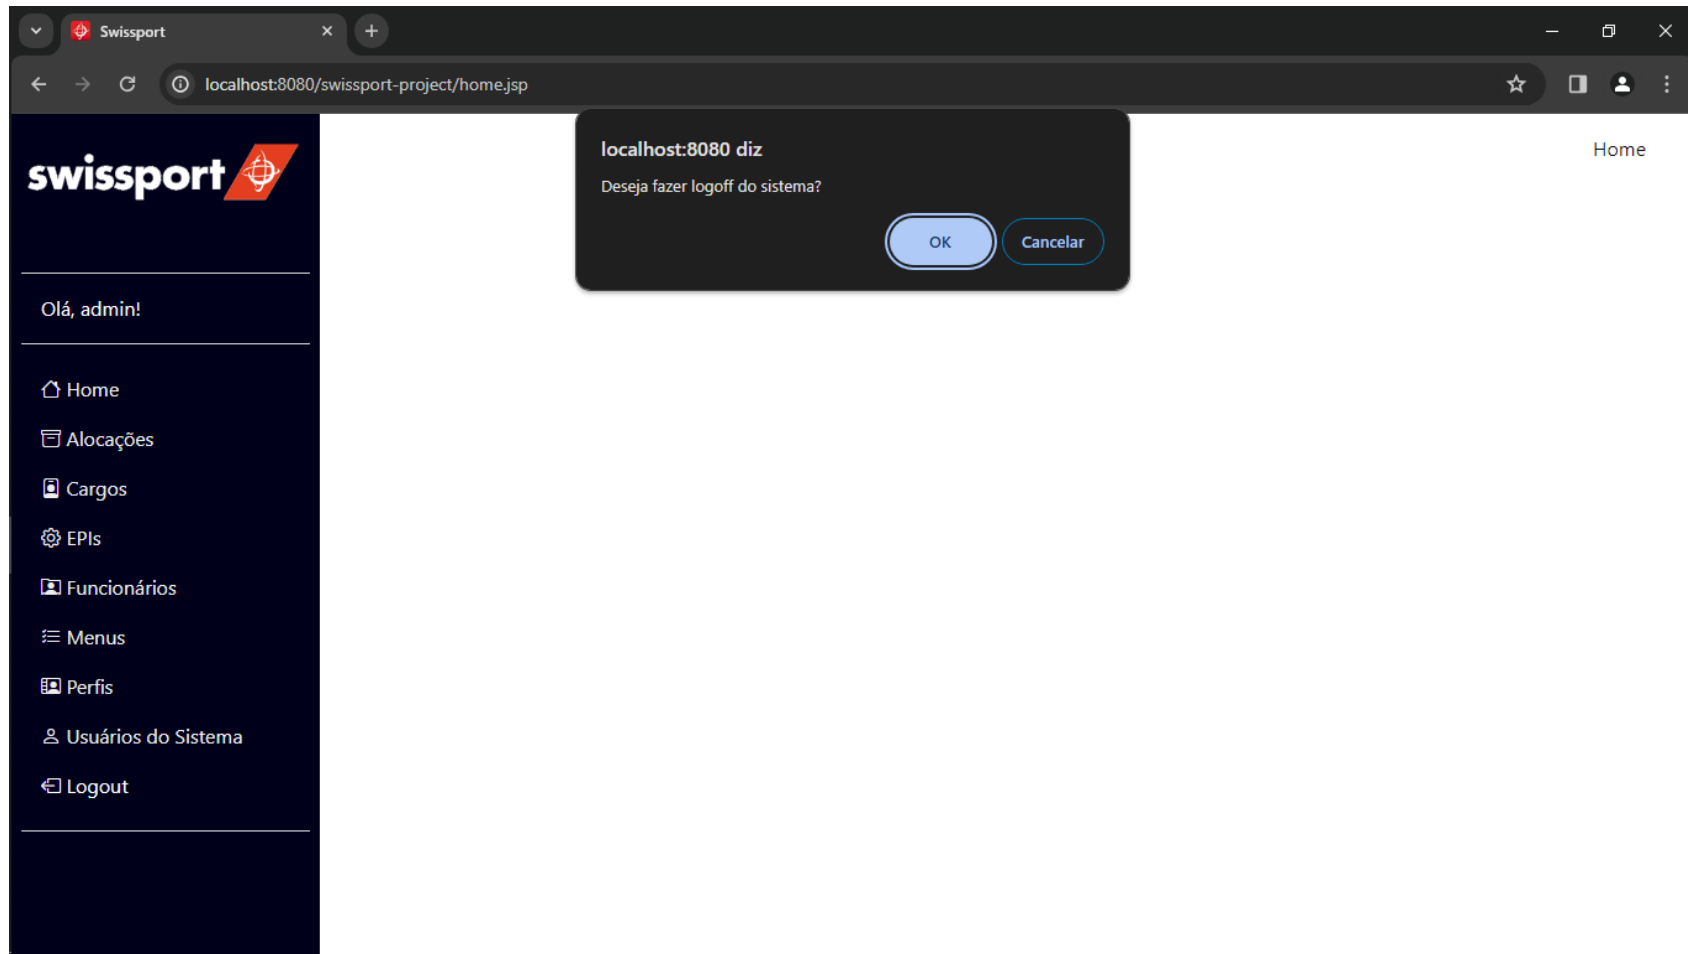 Swissport
localhost:8080/swissport-project/home.jsp
swissport
localhost:8080 diz
Deseja fazer logoff do sistema?
OK
Cancelar
Home
Olá, admin!
Home
Alocações
Cargos
EPIs
Funcionários
Menus
Perfis
Usuários do Sistema
Logout